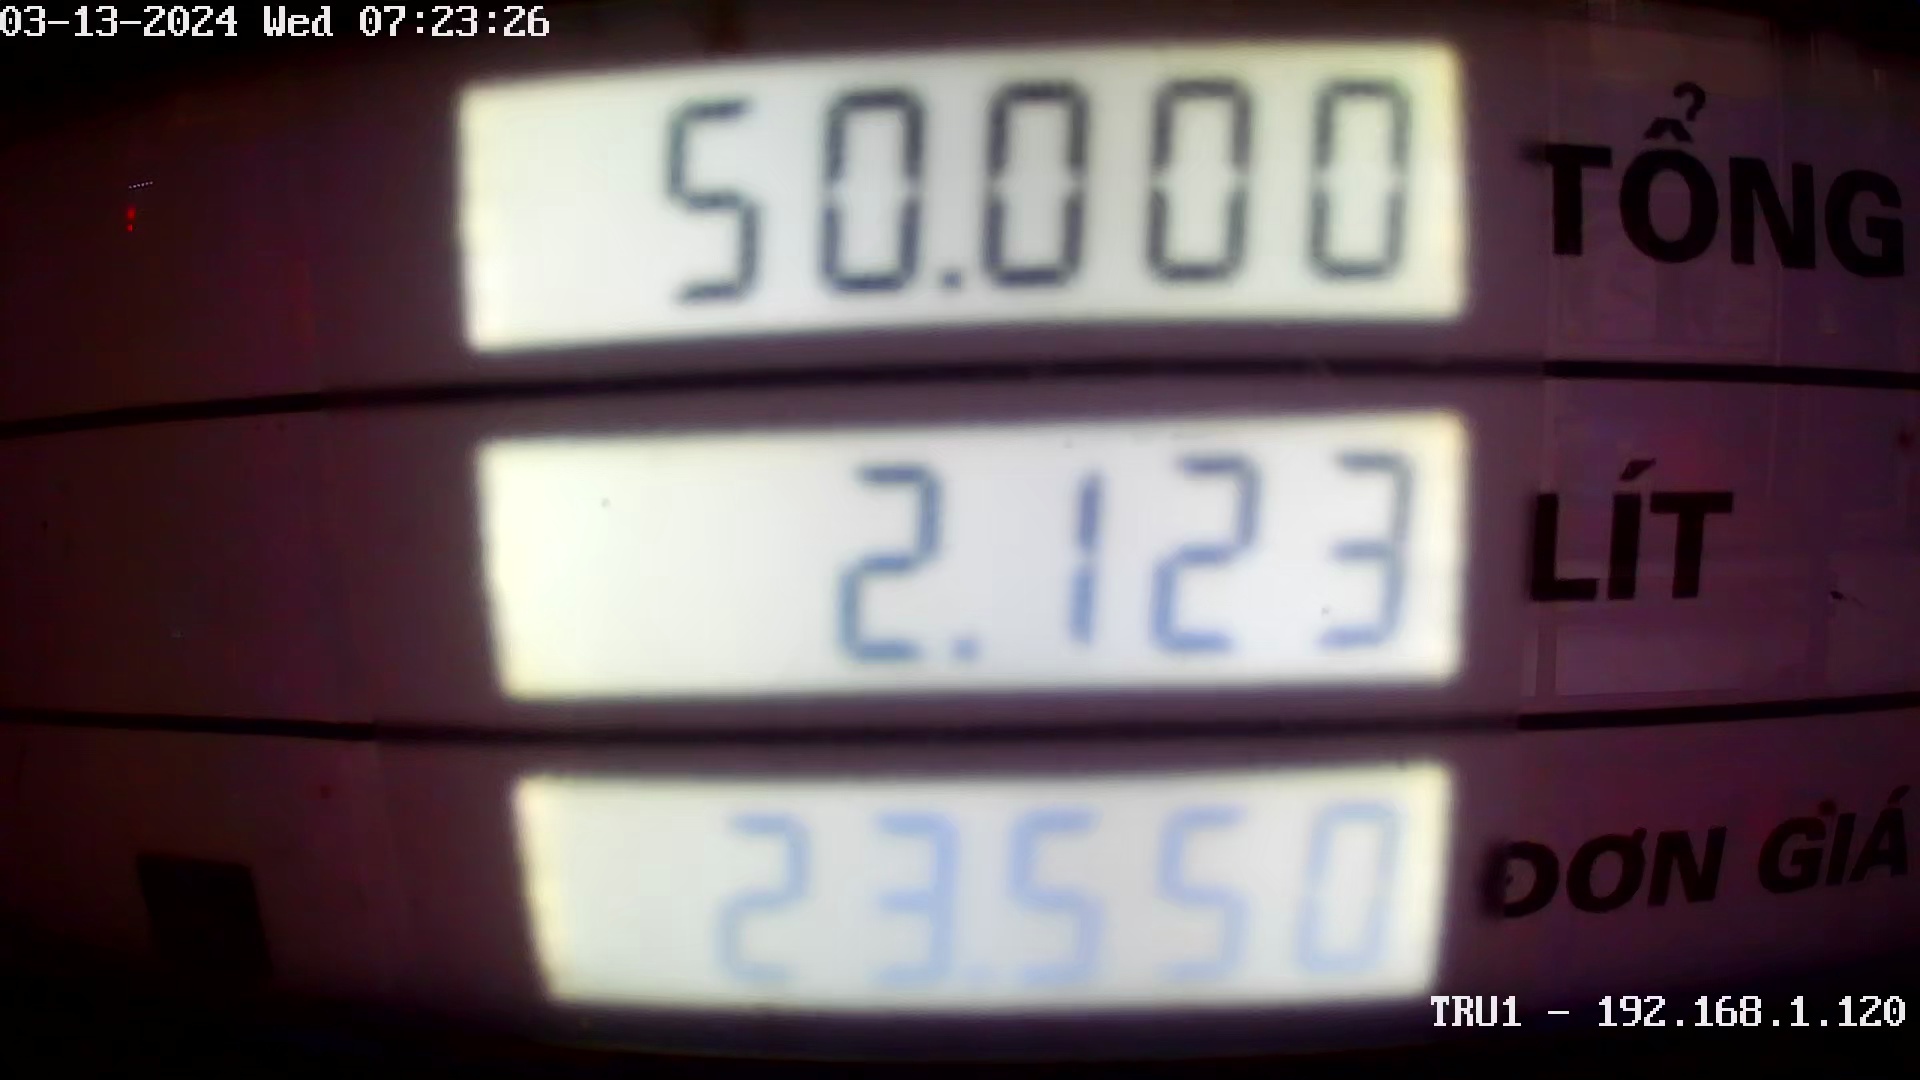 03-13-2024 Wed 07:23:26
50.000 TỔNG
2.123 LÍT
23.550 ĐƠN GIÁ
TRU1 - 192.168.1.120